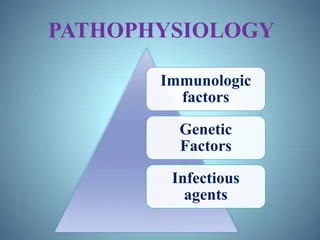 PATHOPHYSIOLOGY
Immunologic
factors
Genetic
Factors
Infectious
agents